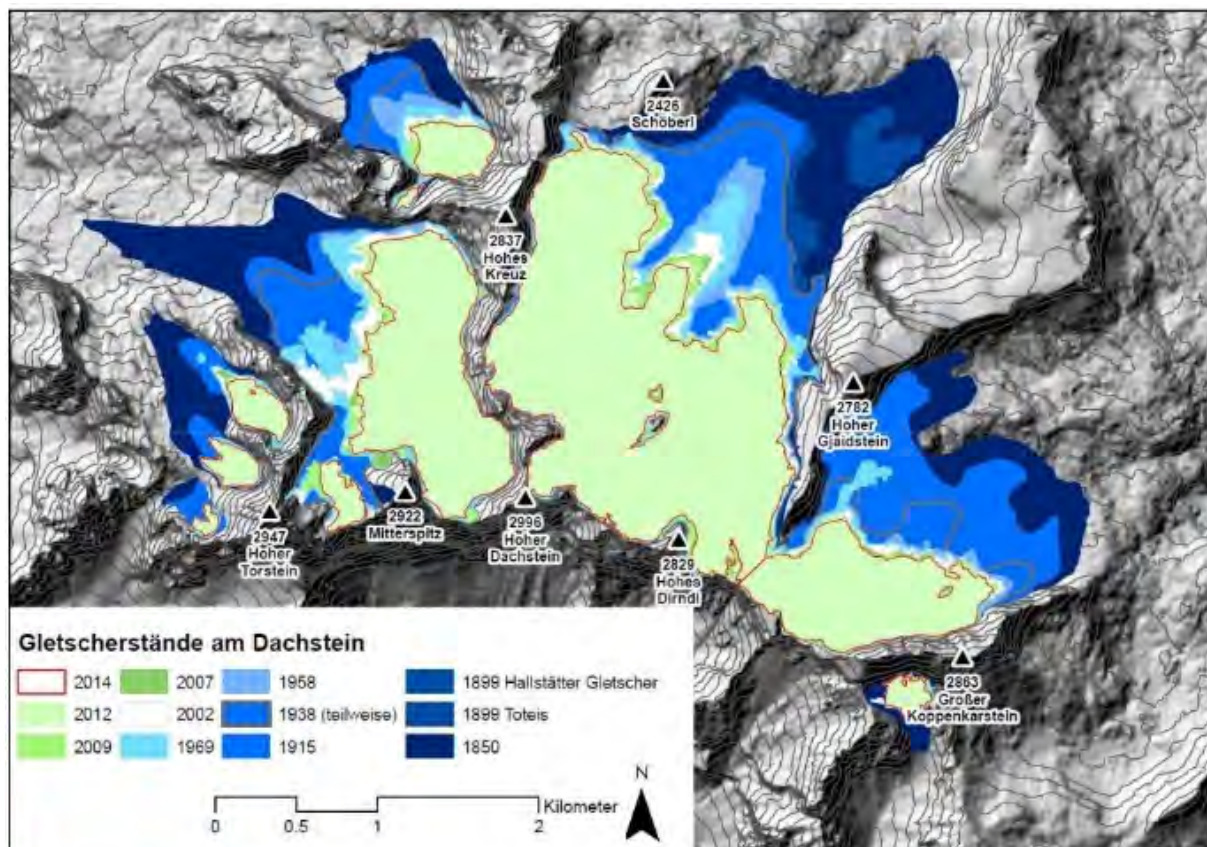 2426
Schöberl
2837
Hohes
Kreuz
2782
Hoher
Gjaidstein
2947
Hoher
Torstein
2922
Mitterspitz
2996
Hoher
Dachstein
2829
Hohes
Dirndl
2863
Großer
Koppenkarstein
Gletscherstände am Dachstein
2014 2007 1958 1899 Hallstätter Gletscher
2012 2002 1938 (teilweise) 1899 Toteis
2009 1969 1915 1850
N
Kilometer
0 0.5 1 2